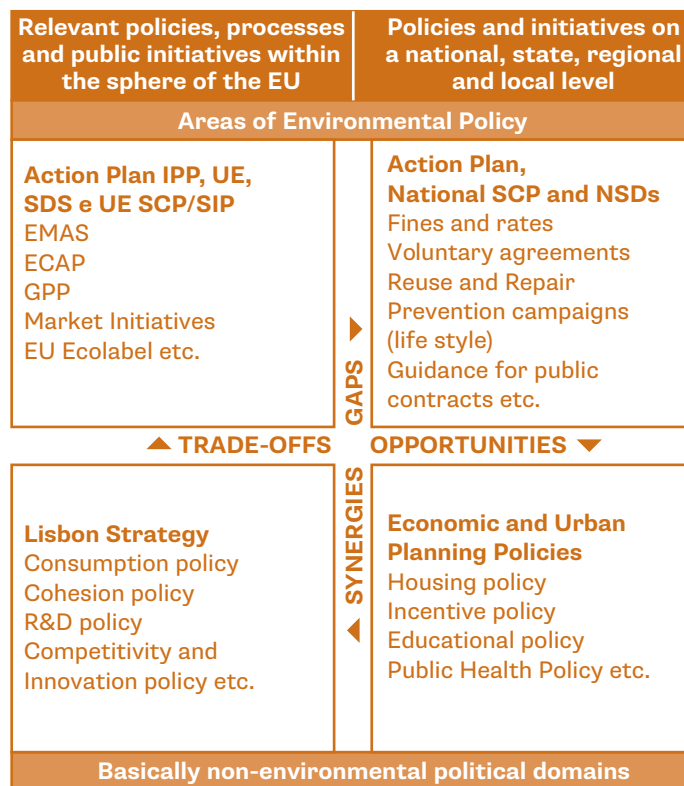 Relevant policies, processes
and public initiatives within
the sphere of the EU
Policies and initiatives on
a national, state, regional
and local level
Areas of Environmental Policy
Action Plan IPP, UE,
SDS e UE SCP/SIP
EMAS
ECAP
GPP
Market Initiatives
EU Ecolabel etc.
GAPS
Action Plan,
National SCP and NSDs
Fines and rates
Voluntary agreements
Reuse and Repair
Prevention campaigns
(life style)
Guidance for public
contracts etc.
TRADE-OFFS
OPPORTUNITIES
Lisbon Strategy
Consumption policy
Cohesion policy
R&D policy
Competitivity and
Innovation policy etc.
SYNERGIES
Economic and Urban
Planning Policies
Housing policy
Incentive policy
Educational policy
Public Health Policy etc.
Basically non-environmental political domains